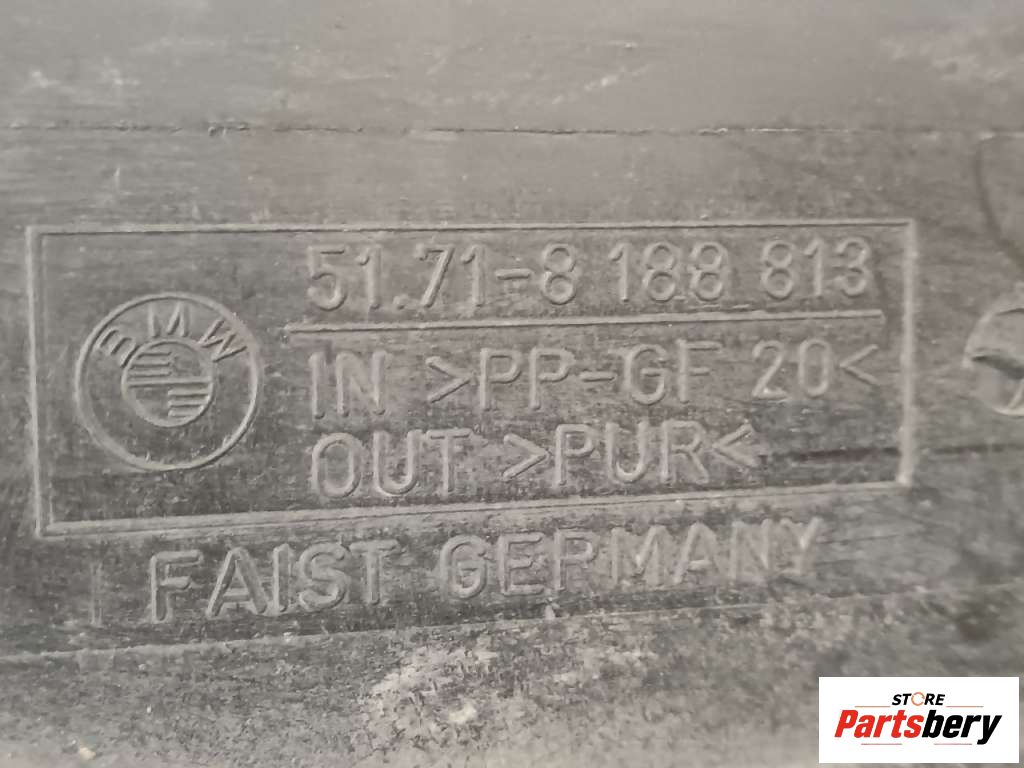 51.71-8 188 813
BMW
IN >PP-GF 20<
OUT >PUR<
FAIST GERMANY
STORE
Partsbery